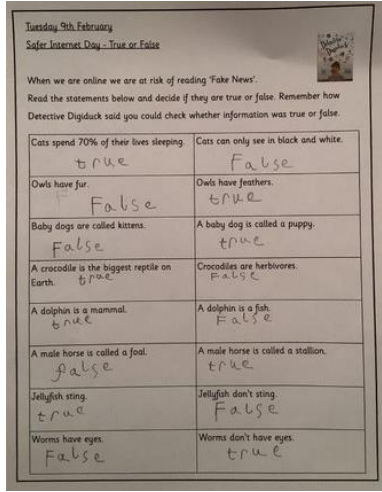 Tuesday 9th February
Safer Internet Day - True or False
Detective Digiduck
When we are online we are at risk of reading 'Fake News'.
Read the statements below and decide if they are true or false. Remember how
Detective Digiduck said you could check whether information was true or false.
Cats spend 70% of their lives sleeping.
true
Cats can only see in black and white.
False
Owls have fur.
False
Owls have feathers.
true
Baby dogs are called kittens.
False
A baby dog is called a puppy.
true
A crocodile is the biggest reptile on
Earth. true
Crocodiles are herbivores.
False
A dolphin is a mammal.
true
A dolphin is a fish.
False
A male horse is called a foal.
false
A male horse is called a stallion.
true
Jellyfish sting.
true
Jellyfish don't sting.
False
Worms have eyes.
False
Worms don't have eyes.
true